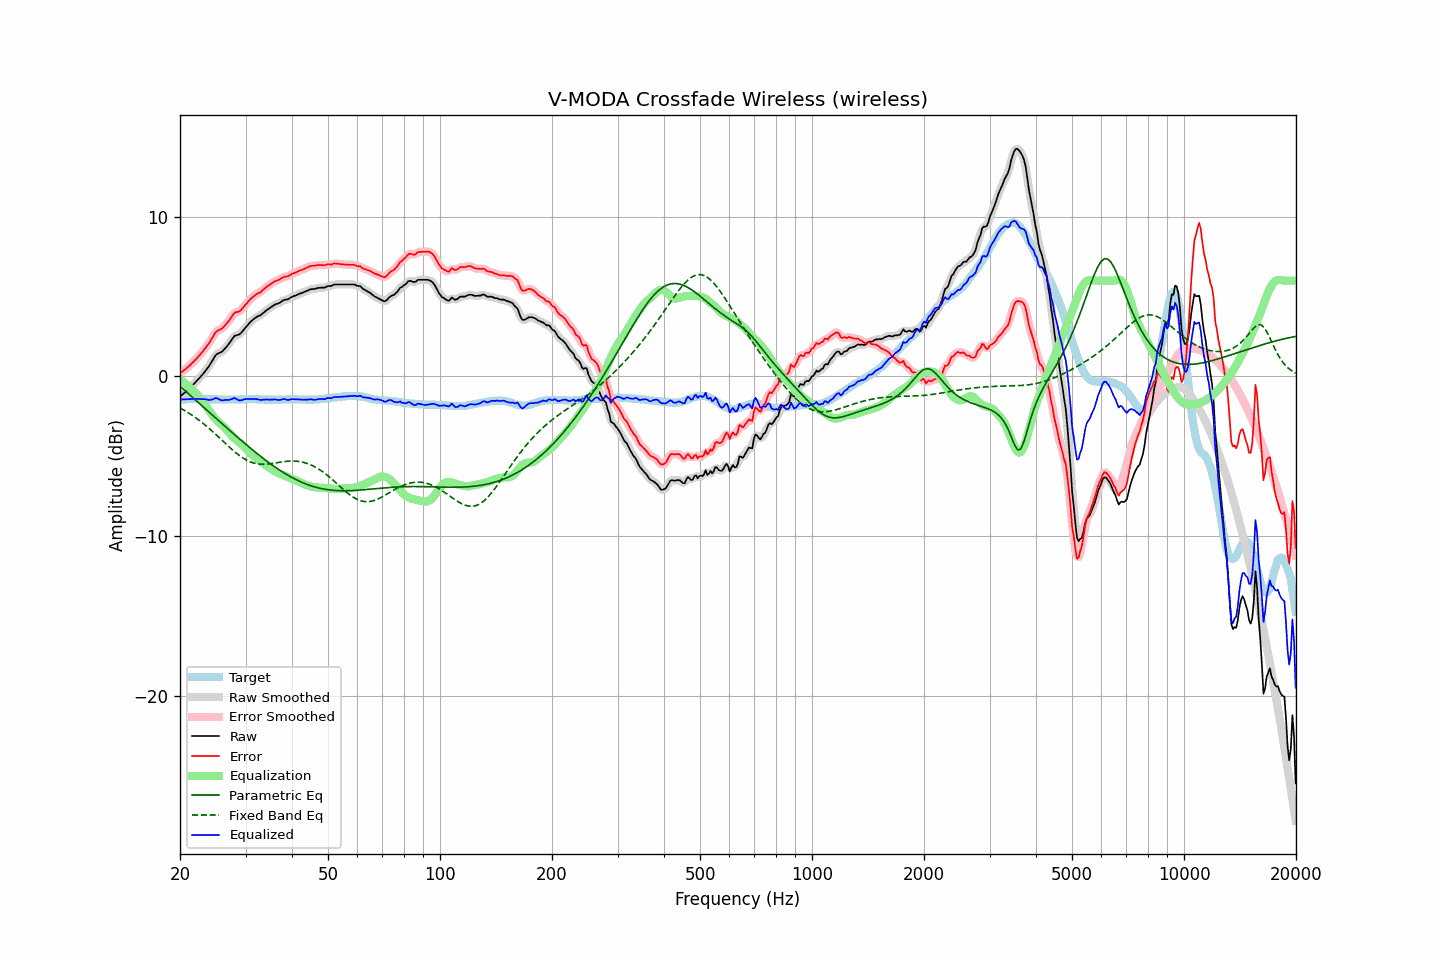 V-MODA Crossfade Wireless (wireless)
Amplitude (dBr)
10
0
−10
−20
Target
Raw Smoothed
Error Smoothed
Raw
Error
Equalization
Parametric Eq
Fixed Band Eq
Equalized
20 50 100 200 500 1000 2000 5000 10000 20000
Frequency (Hz)